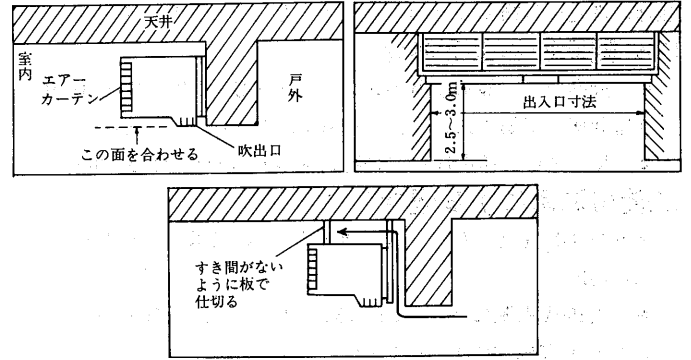 天井
室内
戸外
エアー
カーテン
吹出口
この面を合わせる
2.5~3.0m
出入口寸法
すき間がない
ように板で
仕切る